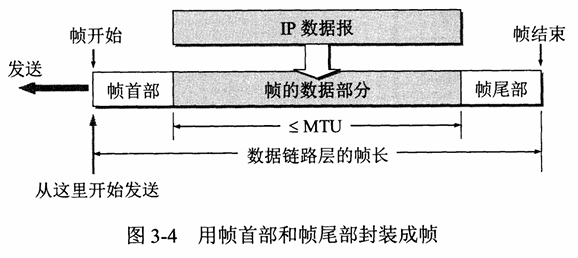 IP 数据报
帧开始
帧结束
发送
帧首部
帧的数据部分
帧尾部
≤ MTU
数据链路层的帧长
从这里开始发送
图 3-4 用帧首部和帧尾部封装成帧